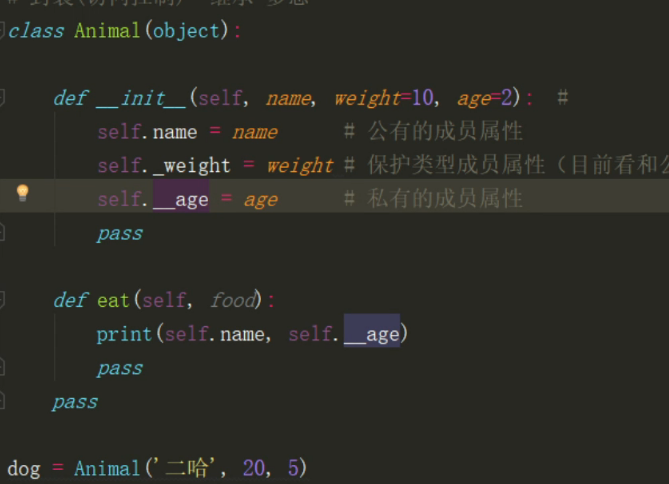 class Animal(object):
def __init__(self, name, weight=10, age=2): #
self.name = name # 公有的成员属性
self._weight = weight # 保护类型成员属性（目前看和
self.__age = age # 私有的成员属性
pass
def eat(self, food):
print(self.name, self.__age)
pass
pass
dog = Animal('二哈', 20, 5)